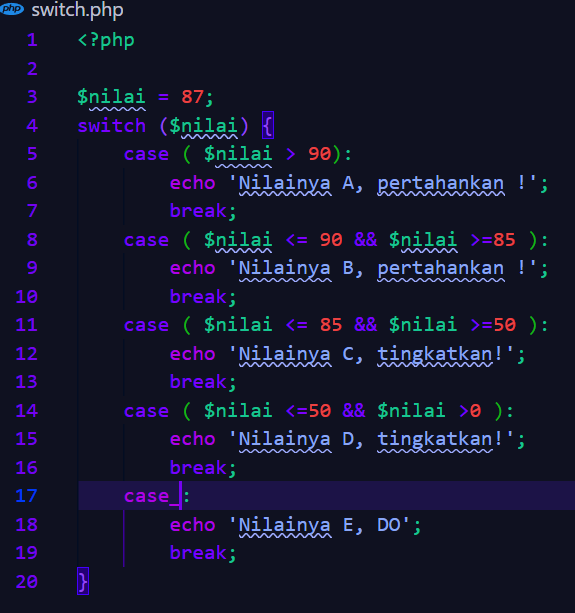 php switch.php
1 <?php
2
3 $nilai = 87;
4 switch ($nilai) {
5 case ( $nilai > 90):
6 echo 'Nilainya A, pertahankan !';
7 break;
8 case ( $nilai <= 90 && $nilai >=85 ):
9 echo 'Nilainya B, pertahankan !';
10 break;
11 case ( $nilai <= 85 && $nilai >=50 ):
12 echo 'Nilainya C, tingkatkan!';
13 break;
14 case ( $nilai <=50 && $nilai >0 ):
15 echo 'Nilainya D, tingkatkan!';
16 break;
17 case_:
18 echo 'Nilainya E, DO';
19 break;
20 }